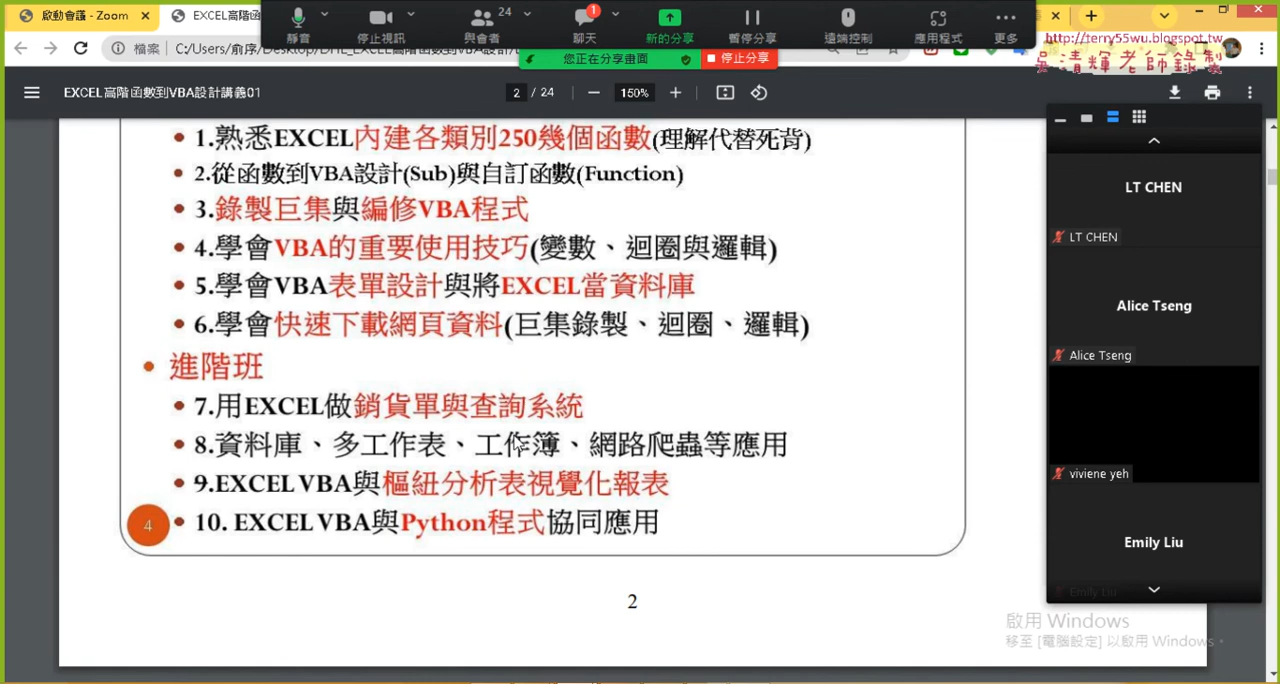 啟動會議 - Zoom
EXCEL高階函
24
1
靜音
停止視訊
與會者
聊天
新的分享
暫停分享
遠端控制
應用程式
更多
http://terry55wu.blogspot.tw
吳清輝老師錄製
檔案
您正在分享畫面
停止分享
EXCEL高階函數到VBA設計講義01
2 / 24
150%
1.熟悉EXCEL內建各類別250幾個函數(理解代替死背)
2.從函數到VBA設計(Sub)與自訂函數(Function)
3.錄製巨集與編修VBA程式
4.學會VBA的重要使用技巧(變數、迴圈與邏輯)
5.學會VBA表單設計與將EXCEL當資料庫
6.學會快速下載網頁資料(巨集錄製、迴圈、邏輯)
進階班
7.用EXCEL做銷貨單與查詢系統
8.資料庫、多工作表、工作簿、網路爬蟲等應用
9.EXCEL VBA與樞紐分析表視覺化報表
4
10. EXCEL VBA與Python程式協同應用
2
LT CHEN
LT CHEN
Alice Tseng
Alice Tseng
viviene yeh
Emily Liu
Emily Liu
啟用 Windows
移至 [電腦設定] 以啟用 Windows。